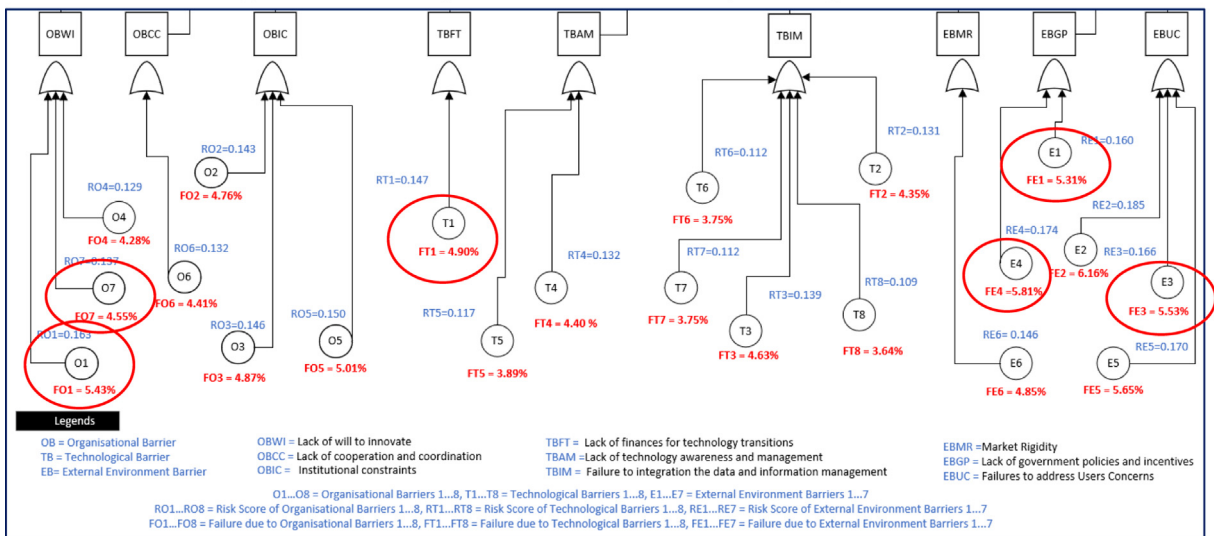 OBWI
OBCC
OBIC
TBFT
TBAM
TBIM
EBMR
EBGP
EBUC
RT2=0.131
RE1=0.160
RO2=0.143
RT6=0.112
E1
O2
T2
FE1 = 5.31%
RO4=0.129
RT1=0.147
T6
FT2 = 4.35%
FO2 = 4.76%
RE2=0.185
O4
T1
FT6 = 3.75%
RE4=0.174
FO4 = 4.28%
RO6=0.132
FT1 = 4.90%
RT4=0.132
RT7=0.112
E2
RE3=0.166
RO7=0.137
O6
E4
FE2 = 6.16%
O7
T4
T7
RT8=0.109
E3
FO6 = 4.41%
RT3=0.139
FE4 = 5.81%
FO7 = 4.55%
RO5=0.150
RT5=0.117
FT4 = 4.40 %
FT7 = 3.75%
T8
FE3 = 5.53%
RO3=0.146
T3
RO1=0.163
O3
O5
T5
RE6= 0.146
RE5=0.170
FT3 = 4.63%
FT8 = 3.64%
O1
E6
E5
FO3 = 4.87%
FO5 = 5.01%
FT5 = 3.89%
FO1 = 5.43%
FE6 = 4.85%
FE5 = 5.65%
Legends
OB = Organisational Barrier
TB = Technological Barrier
EB= External Environment Barrier
OBWI = Lack of will to innovate
OBCC = Lack of cooperation and coordination
OBIC = Institutional constraints
TBFT = Lack of finances for technology transitions
TBAM =Lack of technology awareness and management
TBIM = Failure to integration the data and information management
EBMR =Market Rigidity
EBGP = Lack of government policies and incentives
EBUC = Failures to address Users Concerns
O1...O8 = Organisational Barriers 1...8, T1...T8 = Technological Barriers 1...8, E1...E7 = External Environment Barriers 1...7
RO1...RO8 = Risk Score of Organisational Barriers 1...8, RT1...RT8 = Risk Score of Technological Barriers 1...8, RE1...RE7 = Risk Score of External Environment Barriers 1...7
FO1...FO8 = Failure due to Organisational Barriers 1...8, FT1...FT8 = Failure due to Technological Barriers 1...8, FE1...FE7 = Failure due to External Environment Barriers 1...7